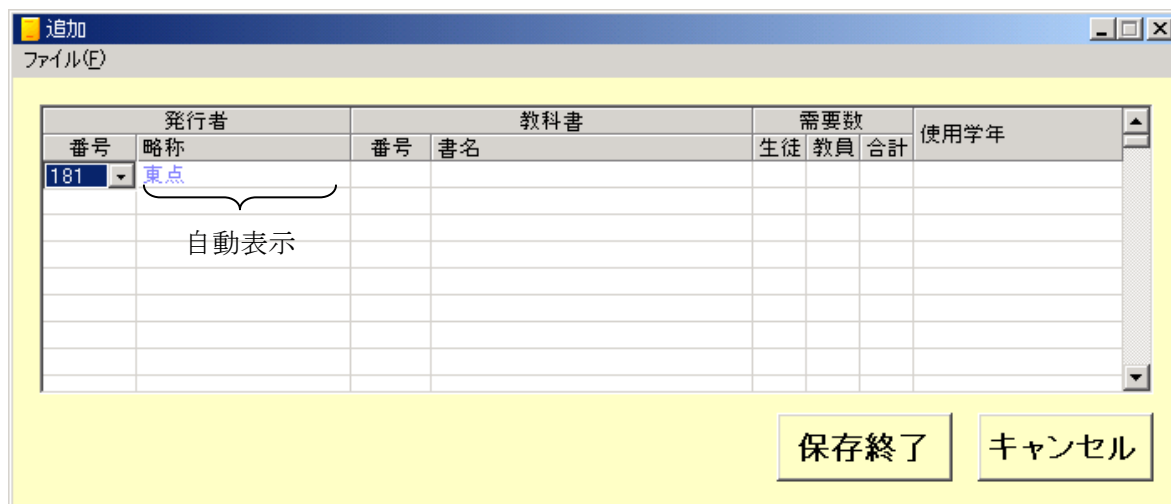 追加
ファイル(F)
発行者 教科書 需要数 使用学年
番号 略称 番号 書名 生徒 教員 合計
181 東点
自動表示
保存終了 キャンセル